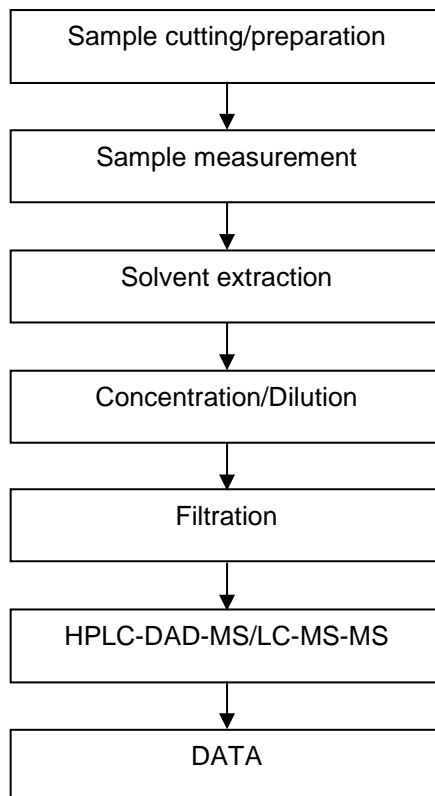 Sample cutting/preparation
Sample measurement
Solvent extraction
Concentration/Dilution
Filtration
HPLC-DAD-MS/LC-MS-MS
DATA